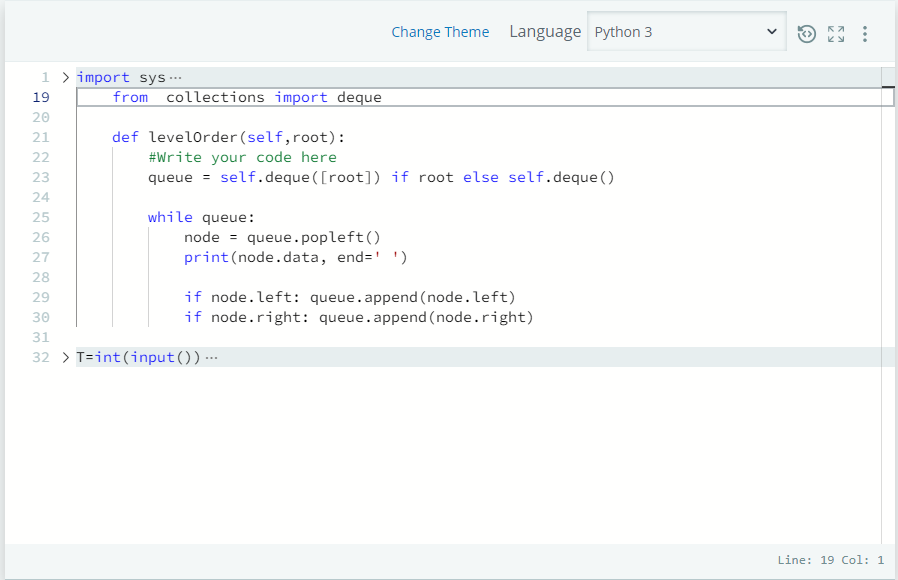 Change Theme Language Python 3
1 import sys···
19     from  collections import deque
20
21     def levelOrder(self,root):
22         #Write your code here
23         queue = self.deque([root]) if root else self.deque()
24
25         while queue:
26             node = queue.popleft()
27             print(node.data, end=' ')
28
29             if node.left: queue.append(node.left)
30             if node.right: queue.append(node.right)
31
32 T=int(input())···
Line: 19 Col: 1